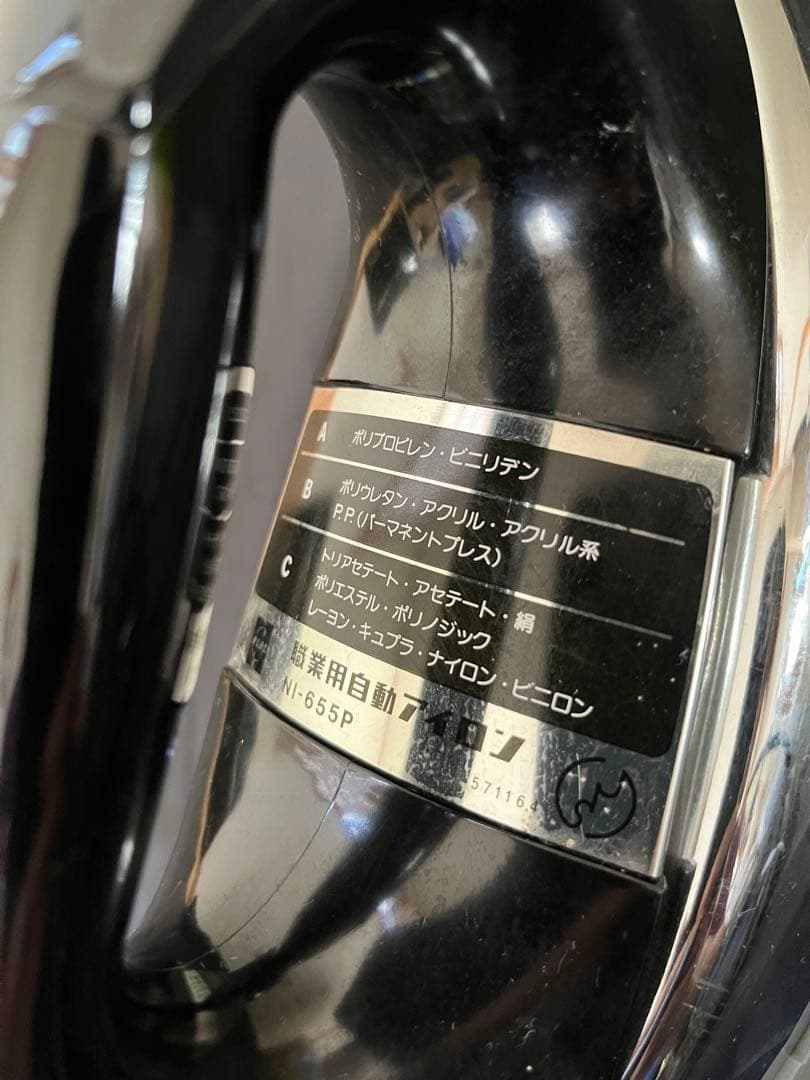 A ポリプロピレン・ビニリデン
B ポリウレタン・アクリル・アクリル系
P.P.(パーマネントプレス)
C トリアセテート・アセテート・絹
ポリエステル・ポリノジック
レーヨン・キュプラ・ナイロン・ビニロン
職業用自動アイロン
NI-655P
571164